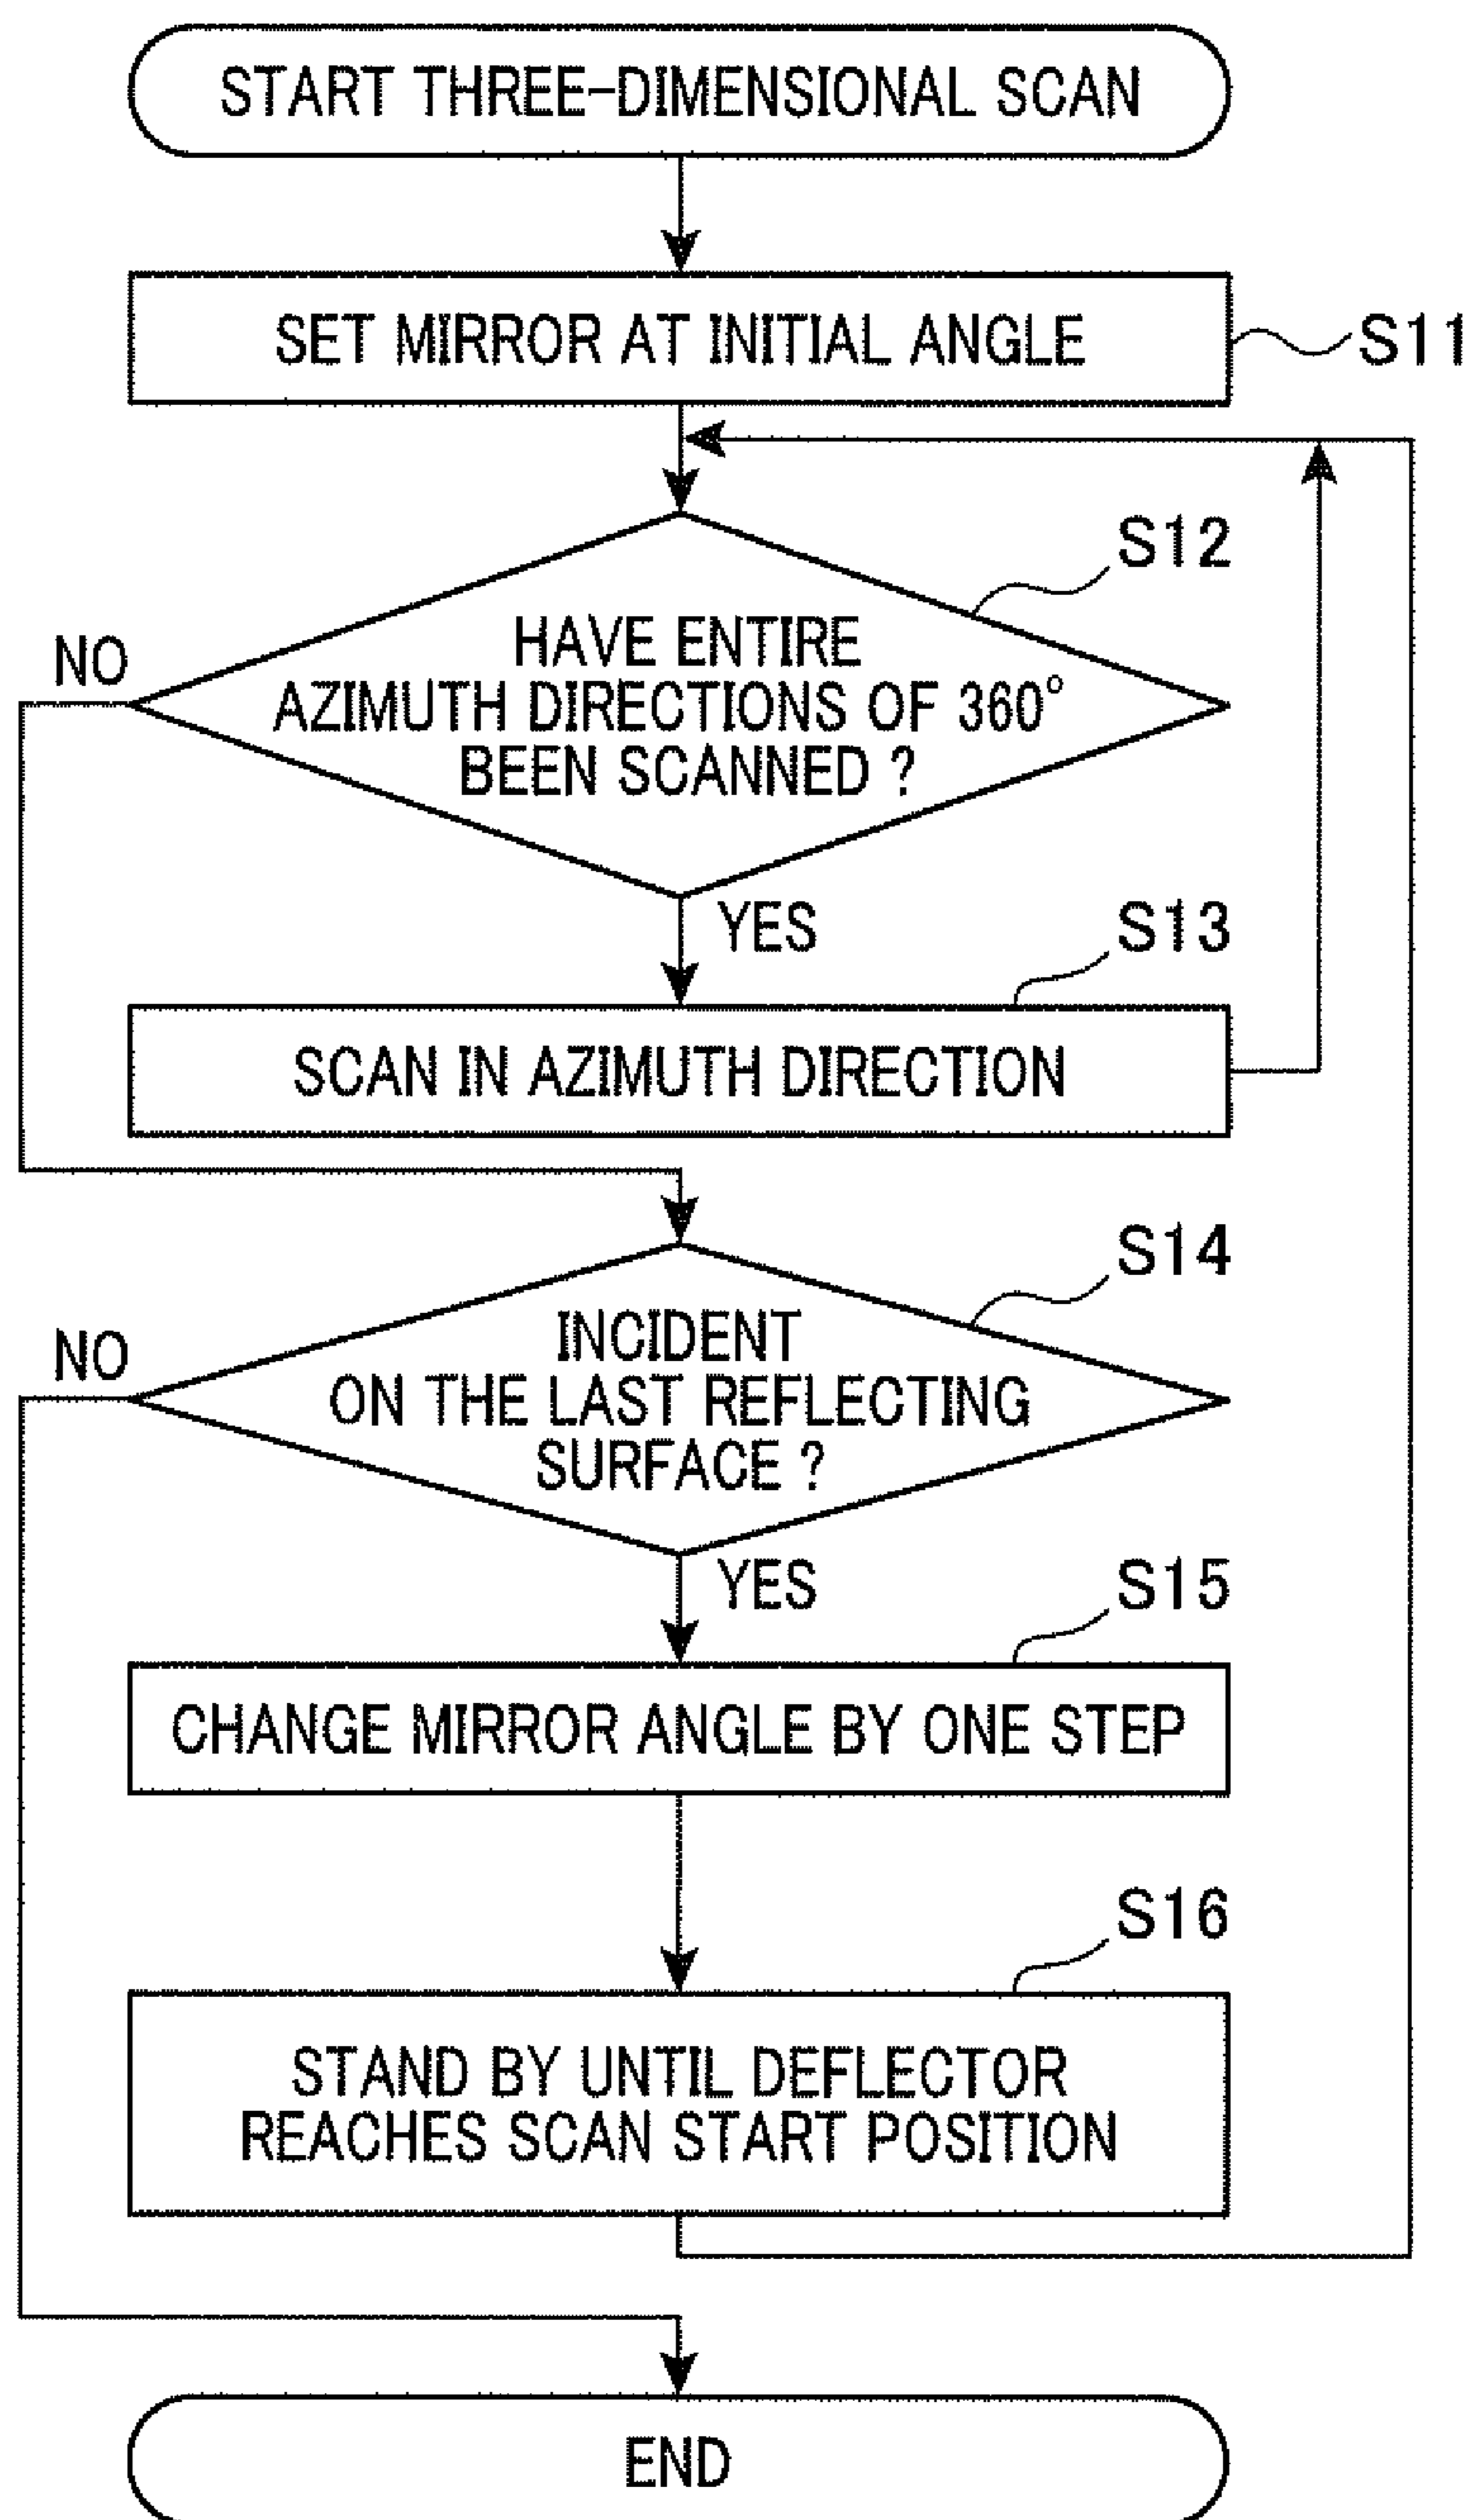 START THREE-DIMENSIONAL SCAN
SET MIRROR AT INITIAL ANGLE
S11
S12
HAVE ENTIRE
NO
AZIMUTH DIRECTIONS OF 360°
BEEN SCANNED ?
YES
S13
SCAN IN AZIMUTH DIRECTION
S14
INCIDENT
NO
ON THE LAST REFLECTING
SURFACE ?
YES
S15
CHANGE MIRROR ANGLE BY ONE STEP
S16
STAND BY UNTIL DEFLECTOR
REACHES SCAN START POSITION
END